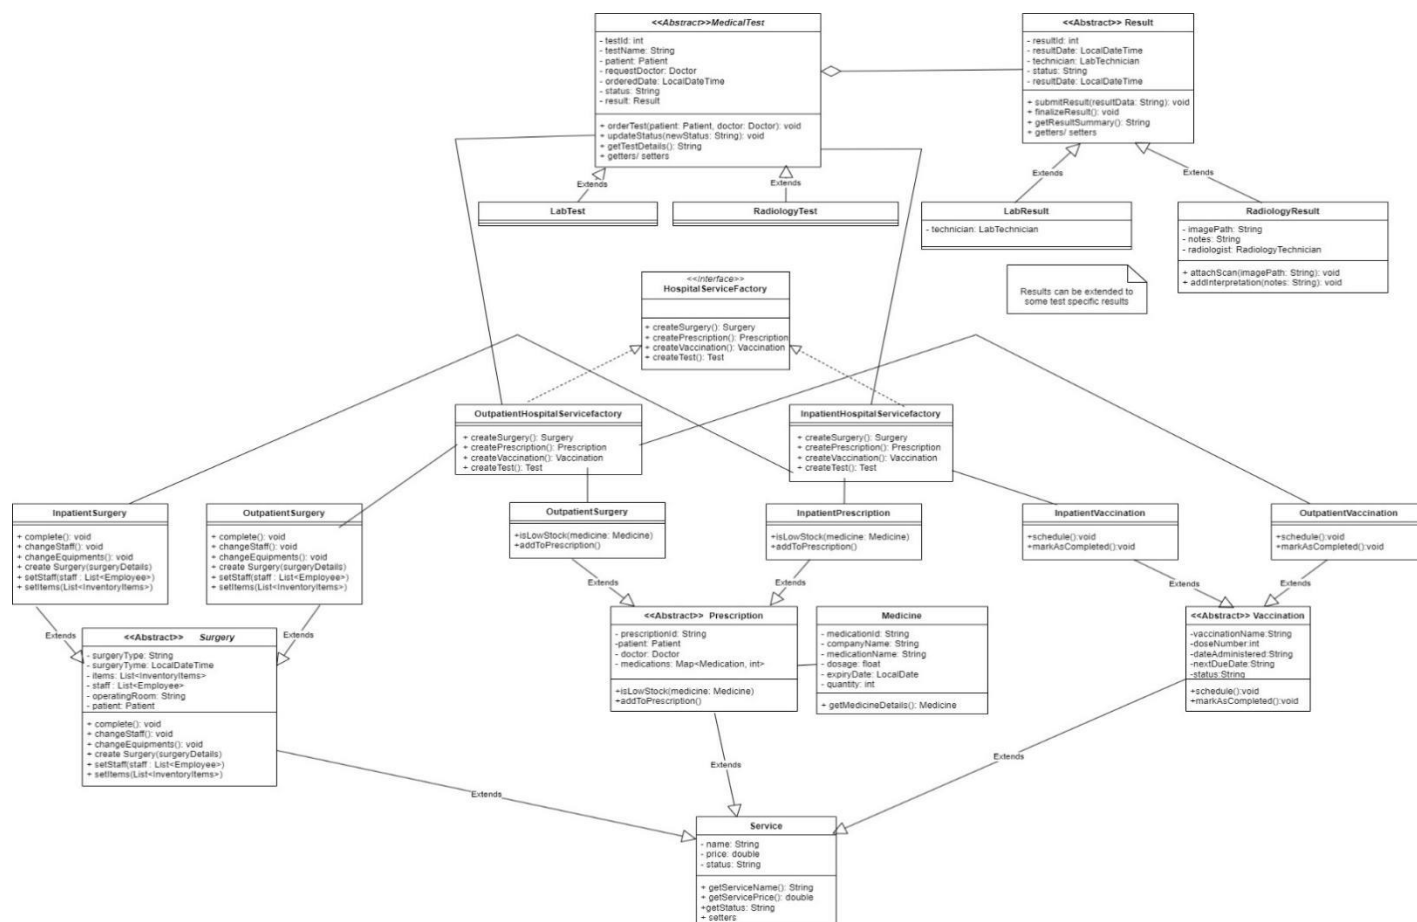 <<Abstract>>MedicalTest
- testId: int
- testName: String
- patient: Patient
- requestDoctor: Doctor
- orderedDate: LocalDateTime
- status: String
- result: Result
+ orderTest(patient: Patient, doctor: Doctor): void
+ updateStatus(newStatus: String): void
+ getTestDetails(): String
+ getters/ setters
<<Abstract>> Result
- resultId: int
- resultDate: LocalDateTime
- technician: LabTechnician
- status: String
- resultDate: LocalDateTime
+ submitResult(resultData: String): void
+ finalizeResult(): void
+ getResultSummary(): String
+ getters/ setters
Extends
Extends
Extends
Extends
LabTest
RadiologyTest
LabResult
- technician: LabTechnician
RadiologyResult
- imagePath: String
- notes: String
- radiologist: RadiologyTechnician
+ attachScan(imagePath: String): void
+ addInterpretation(notes: String): void
Results can be extended to
some test specific results
<<Interface>>
HospitalServiceFactory
+ createSurgery(): Surgery
+ createPrescription(): Prescription
+ createVaccination(): Vaccination
+ createTest(): Test
OutpatientHospitalServicefactory
+ createSurgery(): Surgery
+ createPrescription(): Prescription
+ createVaccination(): Vaccination
+ createTest(): Test
InpatientHospitalServicefactory
+ createSurgery(): Surgery
+ createPrescription(): Prescription
+ createVaccination(): Vaccination
+ createTest(): Test
InpatientSurgery
+ complete(): void
+ changeStaff(): void
+ changeEquipments(): void
+ create Surgery(surgeryDetails)
+ setStaff(staff : List<Employee>)
+ setItems(List<InventoryItems>)
OutpatientSurgery
+ complete(): void
+ changeStaff(): void
+ changeEquipments(): void
+ create Surgery(surgeryDetails)
+ setStaff(staff : List<Employee>)
+ setItems(List<InventoryItems>)
OutpatientSurgery
+isLowStock(medicine: Medicine)
+addToPrescription()
InpatientPrescription
+isLowStock(medicine: Medicine)
+addToPrescription()
InpatientVaccination
+schedule():void
+markAsCompleted():void
OutpatientVaccination
+schedule():void
+markAsCompleted():void
Extends
Extends
Extends
Extends
Extends
Extends
<<Abstract>> Surgery
- surgeryType: String
- surgeryTyme: LocalDateTime
- items: List<InventoryItems>
- staff : List<Employee>
- operatingRoom: String
- patient: Patient
+ complete(): void
+ changeStaff(): void
+ changeEquipments(): void
+ create Surgery(surgeryDetails)
+ setStaff(staff : List<Employee>)
+ setItems(List<InventoryItems>)
<<Abstract>> Prescription
- prescriptionId: String
-patient: Patient
- doctor: Doctor
- medications: Map<Medication, int>
+isLowStock(medicine: Medicine)
+addToPrescription()
Medicine
- medicationId: String
- companyName: String
- medicationName: String
- dosage: float
- expiryDate: LocalDate
- quantity: int
+ getMedicineDetails(): Medicine
<<Abstract>> Vaccination
-vaccinationName:String
-doseNumber:int
-dateAdministered:String
-nextDueDate:String
-status:String
+schedule():void
+markAsCompleted():void
Extends
Extends
Extends
Service
- name: String
- price: double
- status: String
+ getServiceName(): String
+ getServicePrice(): double
+getStatus: String
+ setters